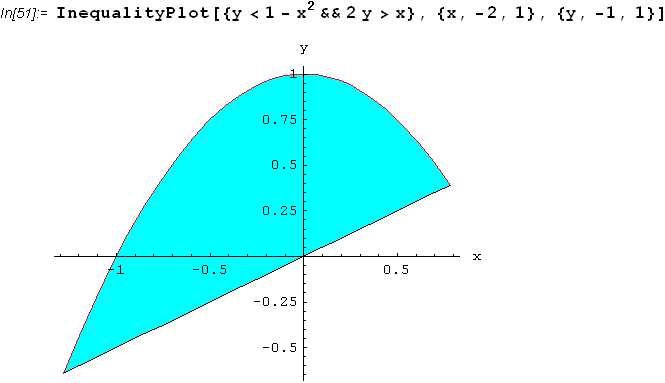 In[51]:= InequalityPlot[{y < 1 - x² && 2 y > x}, {x, -2, 1}, {y, -1, 1}]
y
1
0.75
0.5
0.25
x
-1 -0.5 0.5
-0.25
-0.5